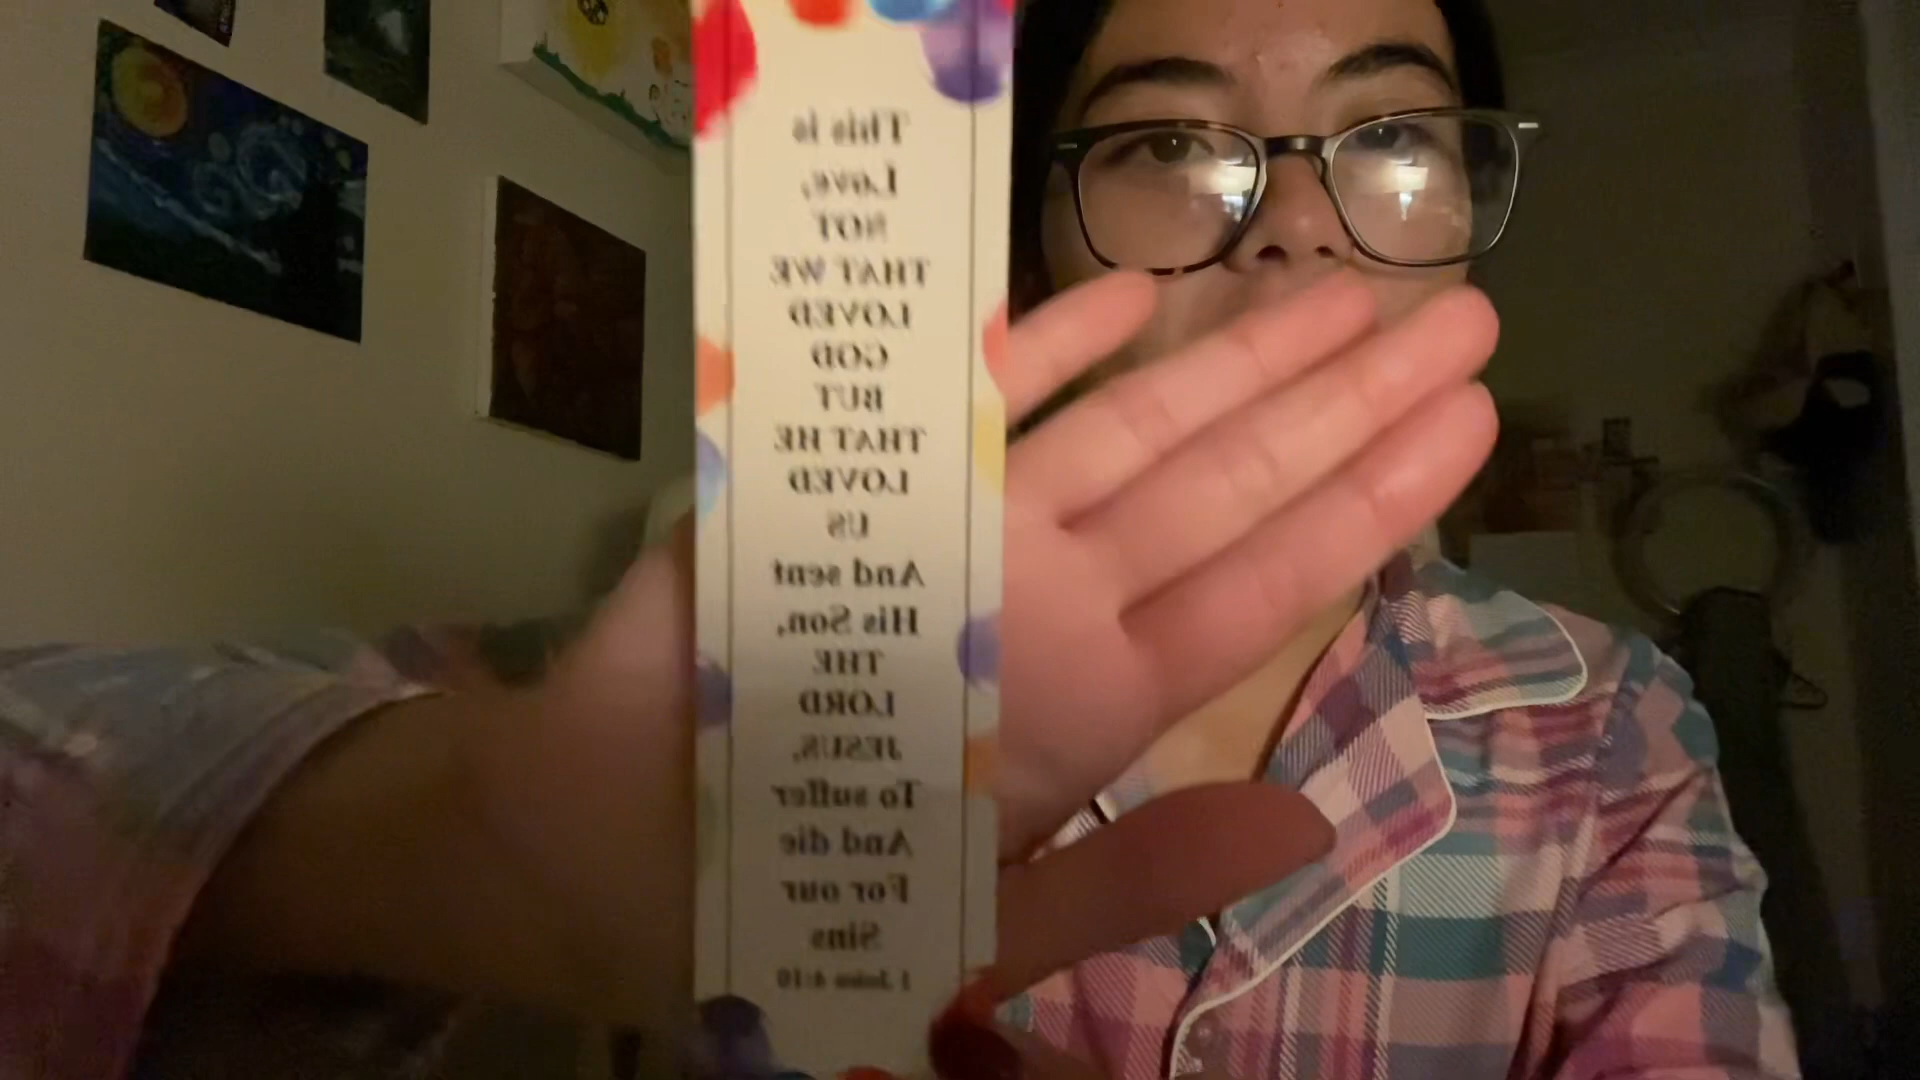 This is
Love,
NOT
THAT WE
LOVED
GOD
BUT
THAT HE
LOVED
US
And sent
His Son,
THE
LORD
JESUS,
To suffer
And die
For our
Sins
1 John 4:10